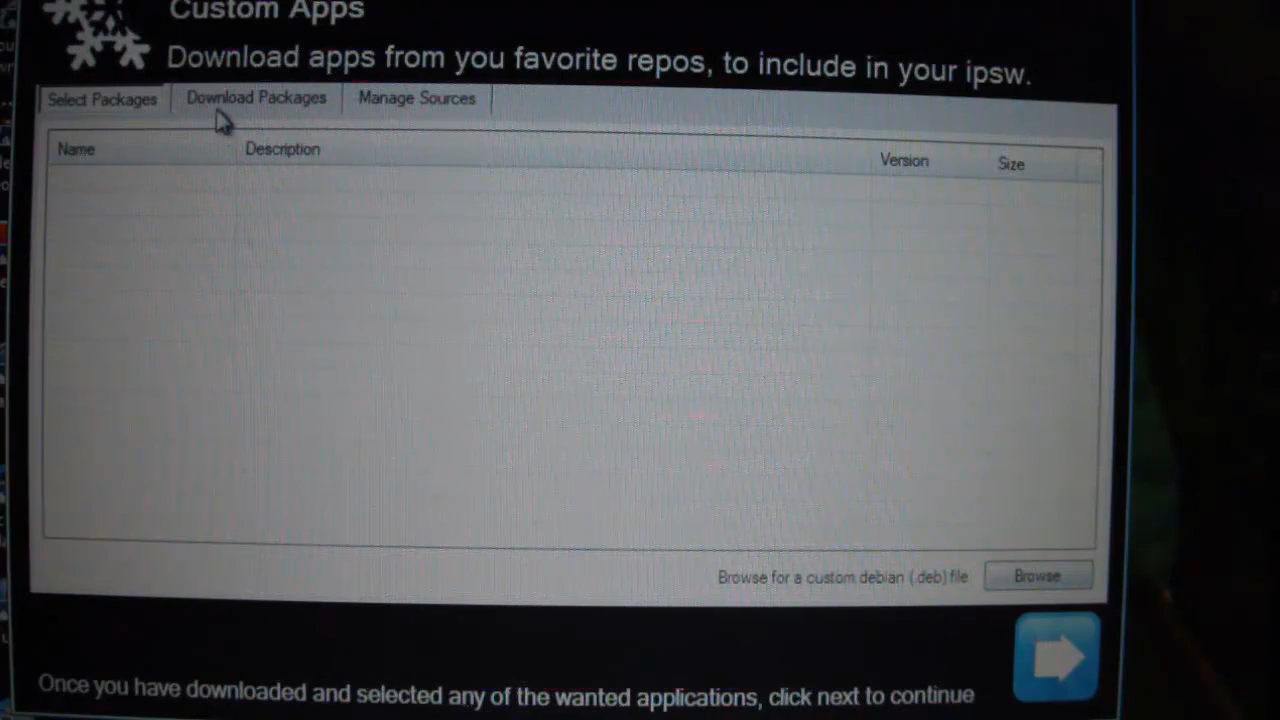 Custom Apps
Download apps from you favorite repos, to include in your ipsw.
Select Packages Download Packages Manage Sources
Name Description Version Size
Browse for a custom debian (.deb) file Browse
Once you have downloaded and selected any of the wanted applications, click next to continue